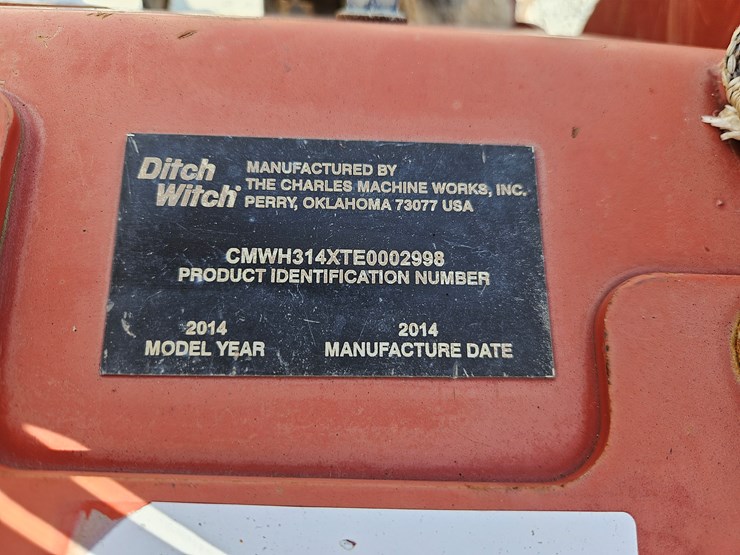 Ditch Witch®
MANUFACTURED BY
THE CHARLES MACHINE WORKS, INC.
PERRY, OKLAHOMA 73077 USA
CMWH314XTE0002998
PRODUCT IDENTIFICATION NUMBER
2014 2014
MODEL YEAR MANUFACTURE DATE